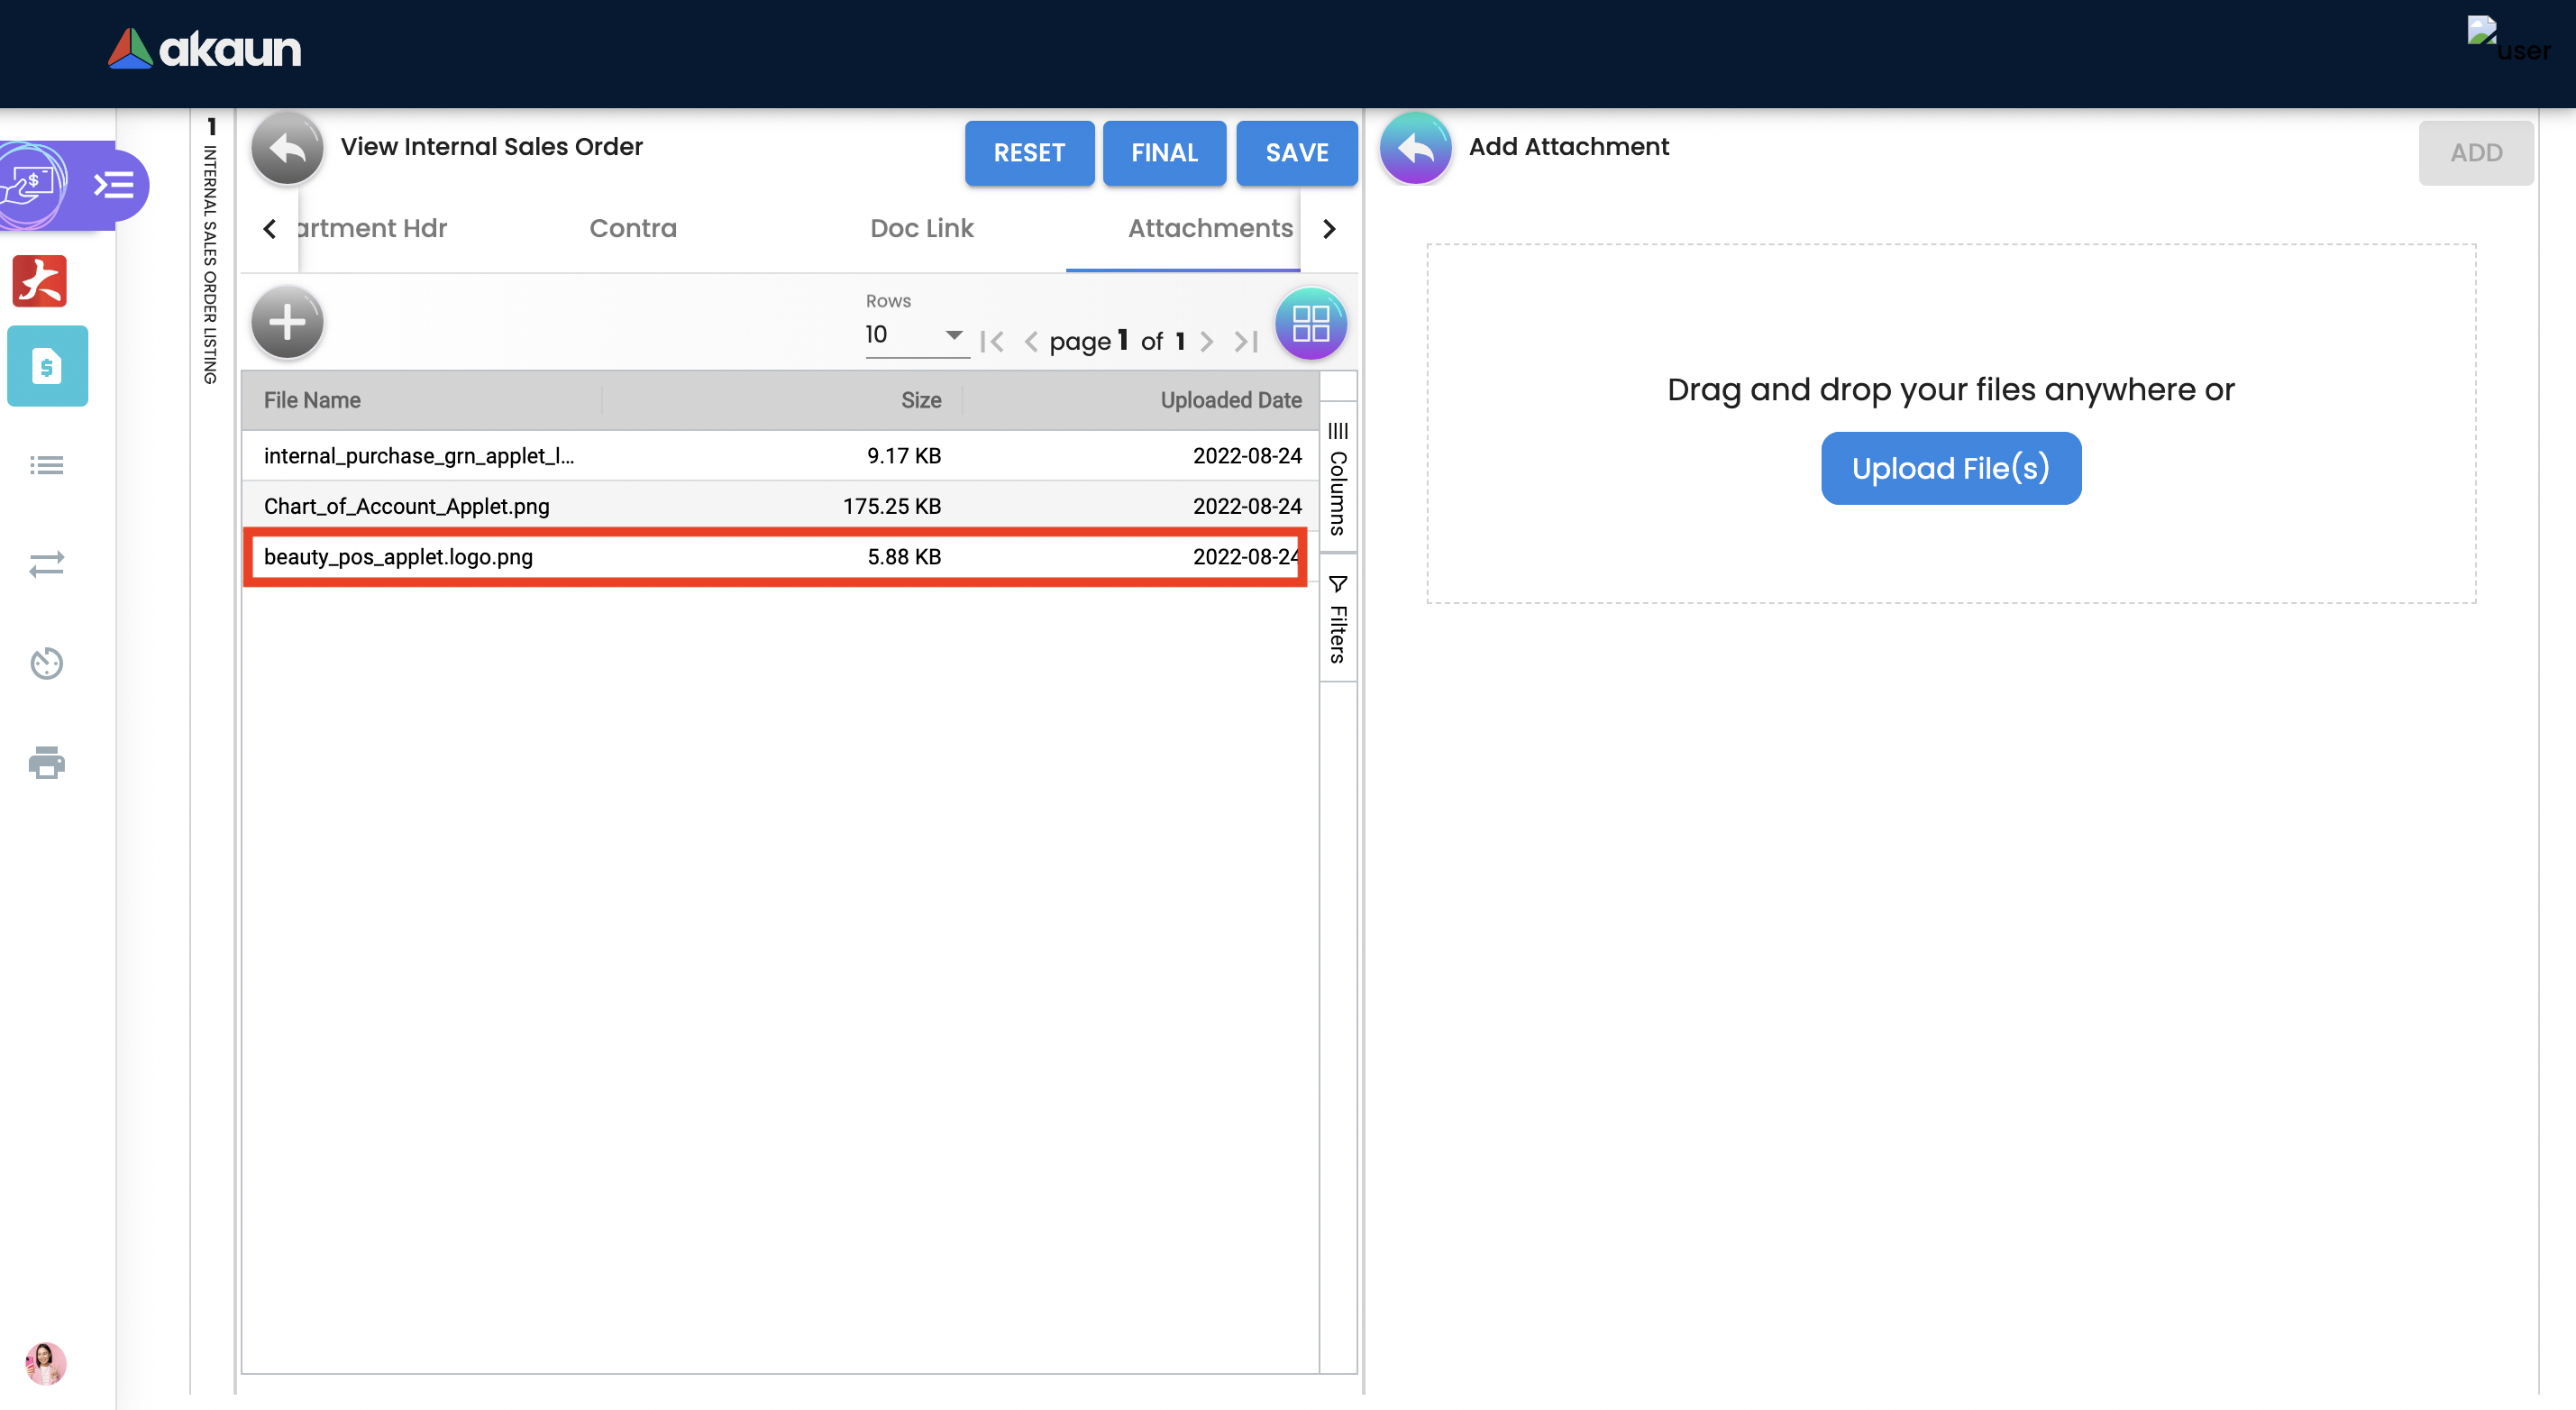 akaun
user
1 INTERNAL SALES ORDER LISTING
View Internal Sales Order
RESET
FINAL
SAVE
artment Hdr
Contra
Doc Link
Attachments
Rows
10
page 1 of 1
File Name Size Uploaded Date
internal_purchase_grn_applet_l... 9.17 KB 2022-08-24
Chart_of_Account_Applet.png 175.25 KB 2022-08-24
beauty_pos_applet.logo.png 5.88 KB 2022-08-24
Columns
Filters
Add Attachment
ADD
Drag and drop your files anywhere or
Upload File(s)